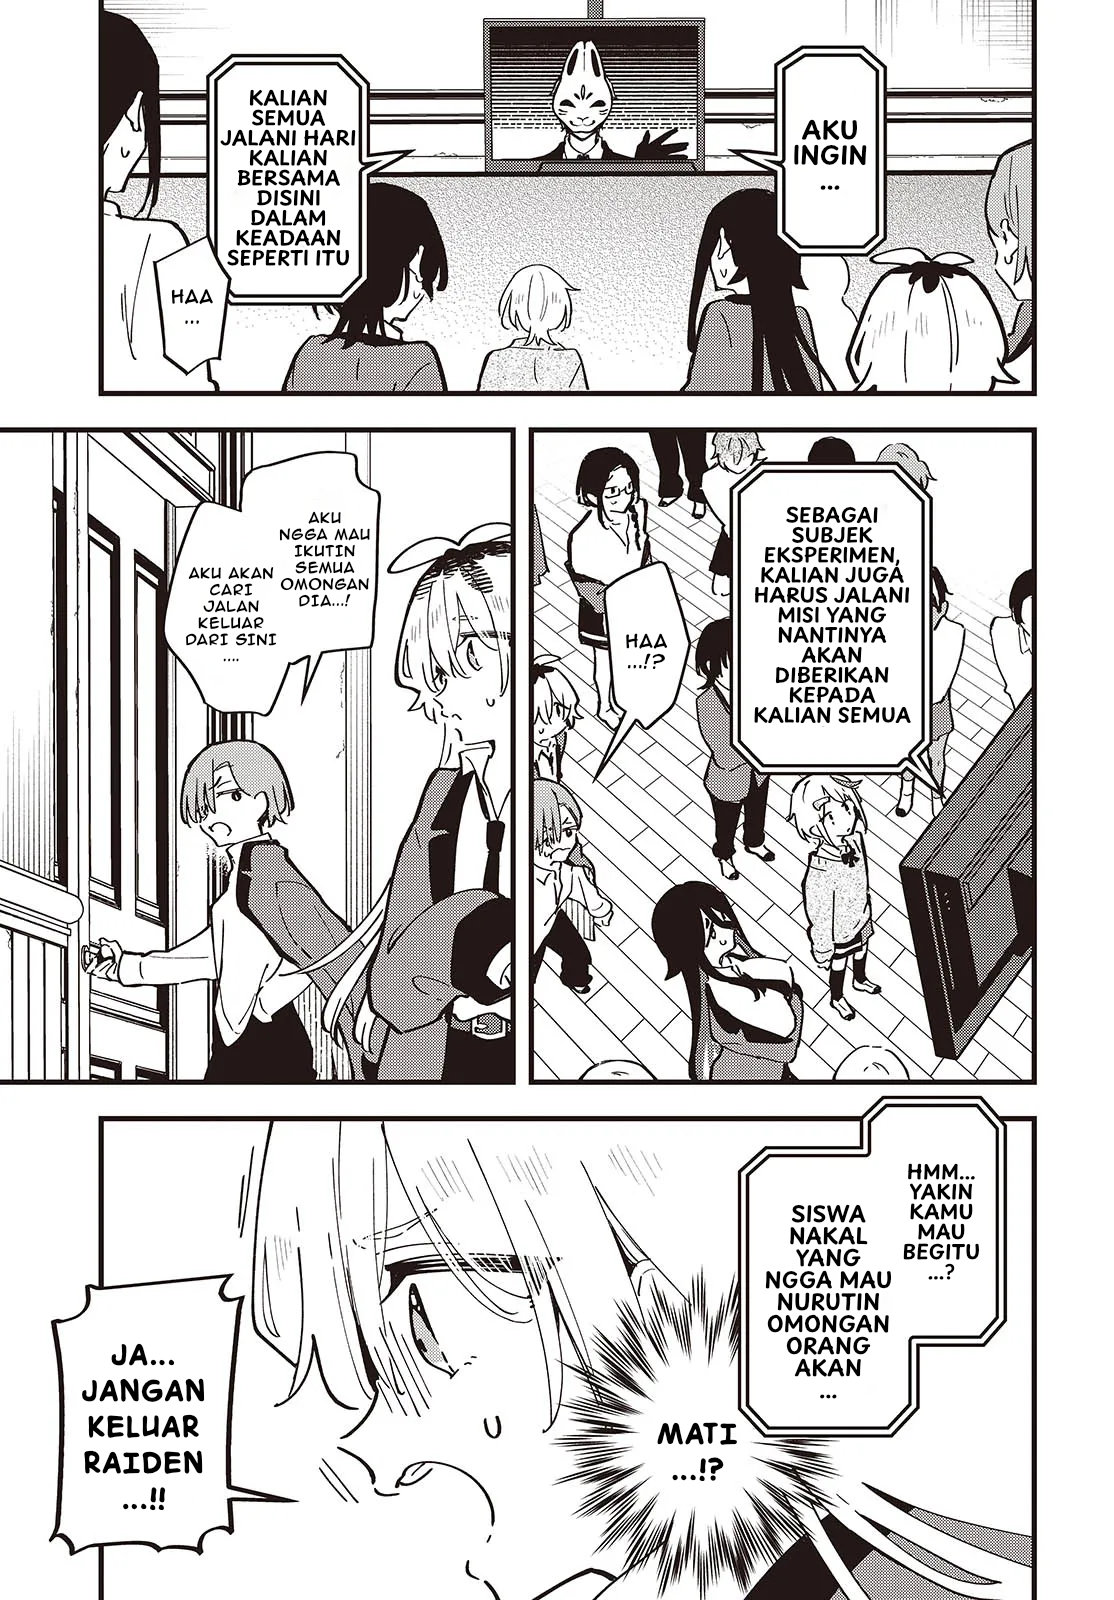 AKU
INGIN
...
KALIAN
SEMUA
JALANI HARI
KALIAN
BERSAMA
DISINI
DALAM
KEADAAN
SEPERTI ITU
HAA
...
SEBAGAI
SUBJEK
EKSPERIMEN,
KALIAN JUGA
HARUS JALANI
MISI YANG
NANTINYA
AKAN
DIBERIKAN
KEPADA
KALIAN SEMUA
HAA
...!?
AKU
NGGA MAU
IKUTIN
SEMUA
OMONGAN
DIA...!
AKU AKAN
CARI
JALAN
KELUAR
DARI SINI
....
HMM...
YAKIN
KAMU
MAU
BEGITU
...?
SISWA
NAKAL
YANG
NGGA MAU
NURUTIN
OMONGAN
ORANG
AKAN
...
MATI
...!?
JA...
JANGAN
KELUAR
RAIDEN
...!!